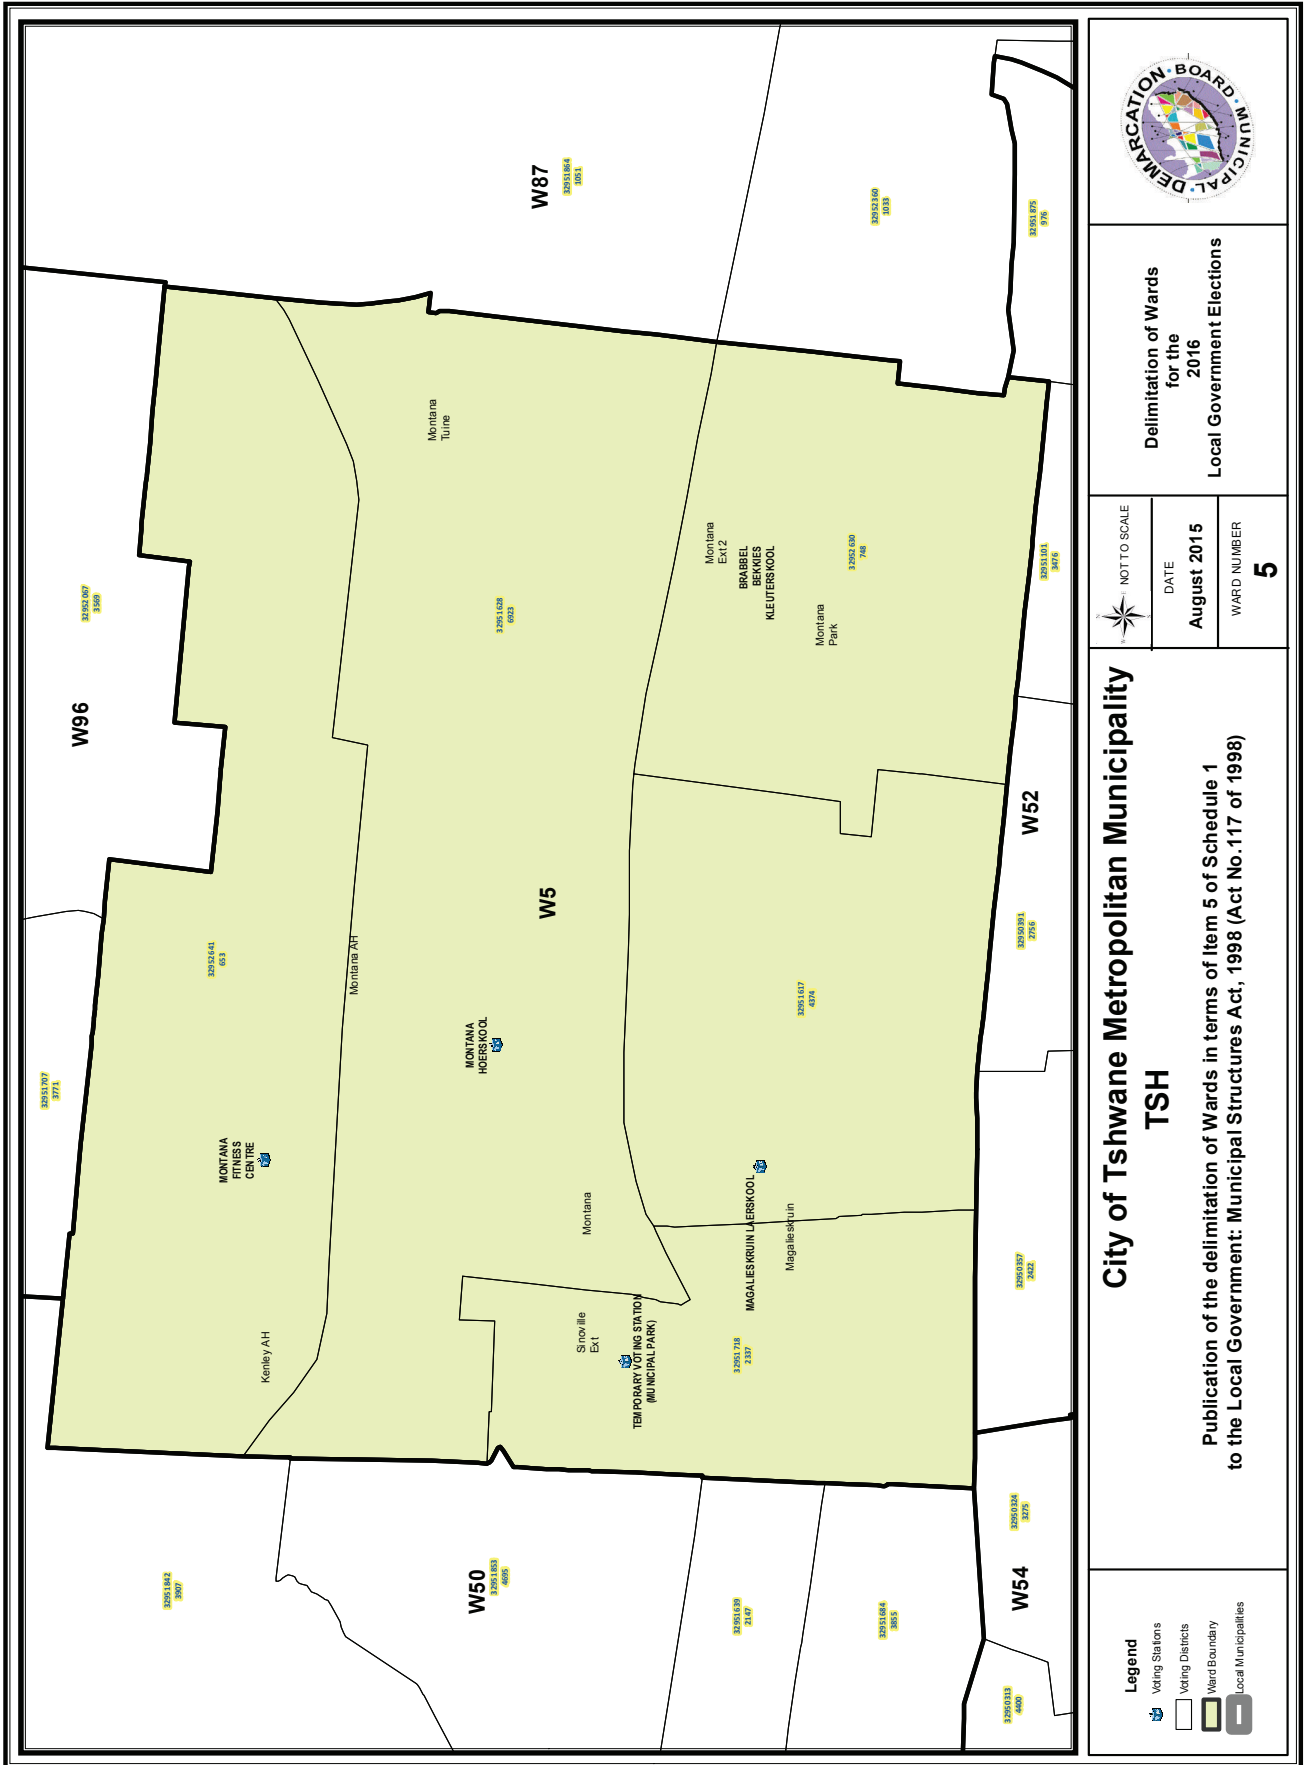 W96
32952067
3569
32951707
3771
32952641
653
MONTANA
FITNESS
CENTRE
Kenley AH
Montana AH
32951842
3907
W87
32951864
1051
Montana
Tuine
32951628
6923
W5
MONTANA
HOERSKOOL
Montana
Sinoville
Ext
TEMPORARY VOTING STATION
(MUNICIPAL PARK)
W50
32951853
4695
32952360
1033
Montana
Ext 2
BRABBEL
BEKKIES
KLEUTERSKOOL
32952630
748
Montana
Park
32951617
4374
MAGALIESKRUIN LAERSKOOL
Magalieskruin
32951718
2337
32951639
2147
32951684
3855
32951875
976
32951101
3476
W52
32950391
2756
32950357
2422
32950324
3275
W54
32950313
4400
Legend
Voting Stations
Voting Districts
Ward Boundary
Local Municipalities
City of Tshwane Metropolitan Municipality
TSH
Publication of the delimitation of Wards in terms of Item 5 of Schedule 1
to the Local Government: Municipal Structures Act, 1998 (Act No.117 of 1998)
N
W
E
S
NOT TO SCALE
DATE
August 2015
WARD NUMBER
5
Delimitation of Wards
for the
2016
Local Government Elections
MUNICIPAL · DEMARCATION · BOARD ·